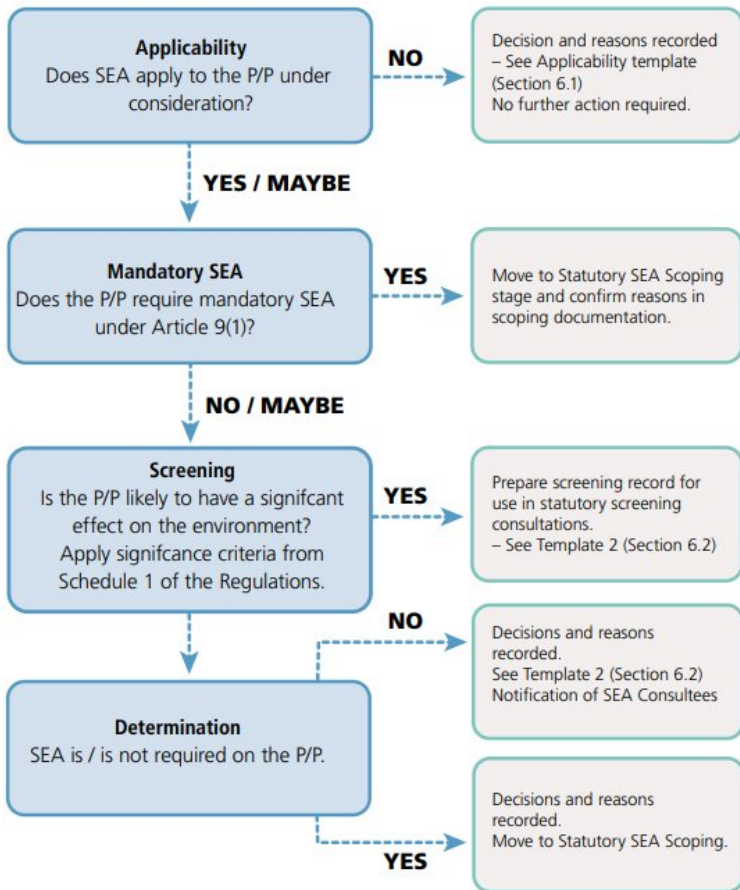 Applicability
Does SEA apply to the P/P under
consideration?
NO
Decision and reasons recorded
– See Applicability template
(Section 6.1)
No further action required.
YES / MAYBE
Mandatory SEA
Does the P/P require mandatory SEA
under Article 9(1)?
YES
Move to Statutory SEA Scoping
stage and confirm reasons in
scoping documentation.
NO / MAYBE
Screening
Is the P/P likely to have a signifcant
effect on the environment?
Apply signifcance criteria from
Schedule 1 of the Regulations.
YES
Prepare screening record for
use in statutory screening
consultations.
– See Template 2 (Section 6.2)
NO
Decisions and reasons
recorded.
See Template 2 (Section 6.2)
Notification of SEA Consultees
Determination
SEA is / is not required on the P/P.
YES
Decisions and reasons
recorded.
Move to Statutory SEA Scoping.